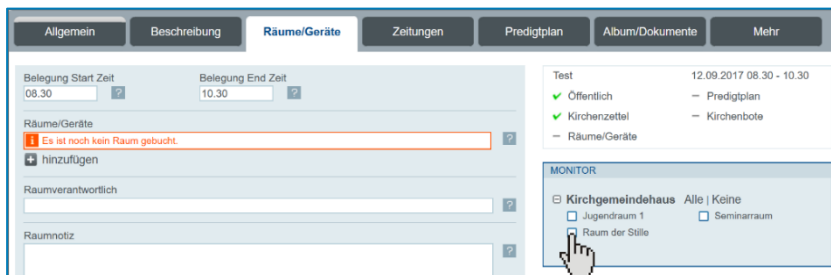 Allgemein Beschreibung Räume/Geräte Zeitungen Predigtplan Album/Dokumente Mehr
Belegung Start Zeit Belegung End Zeit
08.30 ? 10.30 ?
Räume/Geräte
i Es ist noch kein Raum gebucht. ?
+ hinzufügen
Raumverantwortlich
?
Raumnotiz
?
Test 12.09.2017 08.30 - 10.30
✓ Öffentlich – Predigtplan
✓ Kirchenzettel – Kirchenbote
– Räume/Geräte
MONITOR
Kirchgemeindehaus Alle | Keine
Jugendraum 1 Seminarraum
Raum der Stille